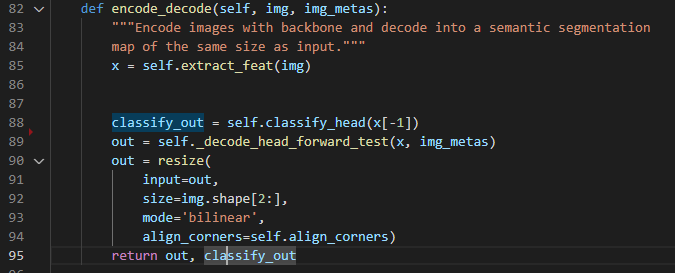 82 def encode_decode(self, img, img_metas):
83 """Encode images with backbone and decode into a semantic segmentation
84 map of the same size as input."""
85 x = self.extract_feat(img)
86
87
88 classify_out = self.classify_head(x[-1])
89 out = self._decode_head_forward_test(x, img_metas)
90 out = resize(
91 input=out,
92 size=img.shape[2:],
93 mode='bilinear',
94 align_corners=self.align_corners)
95 return out, classify_out